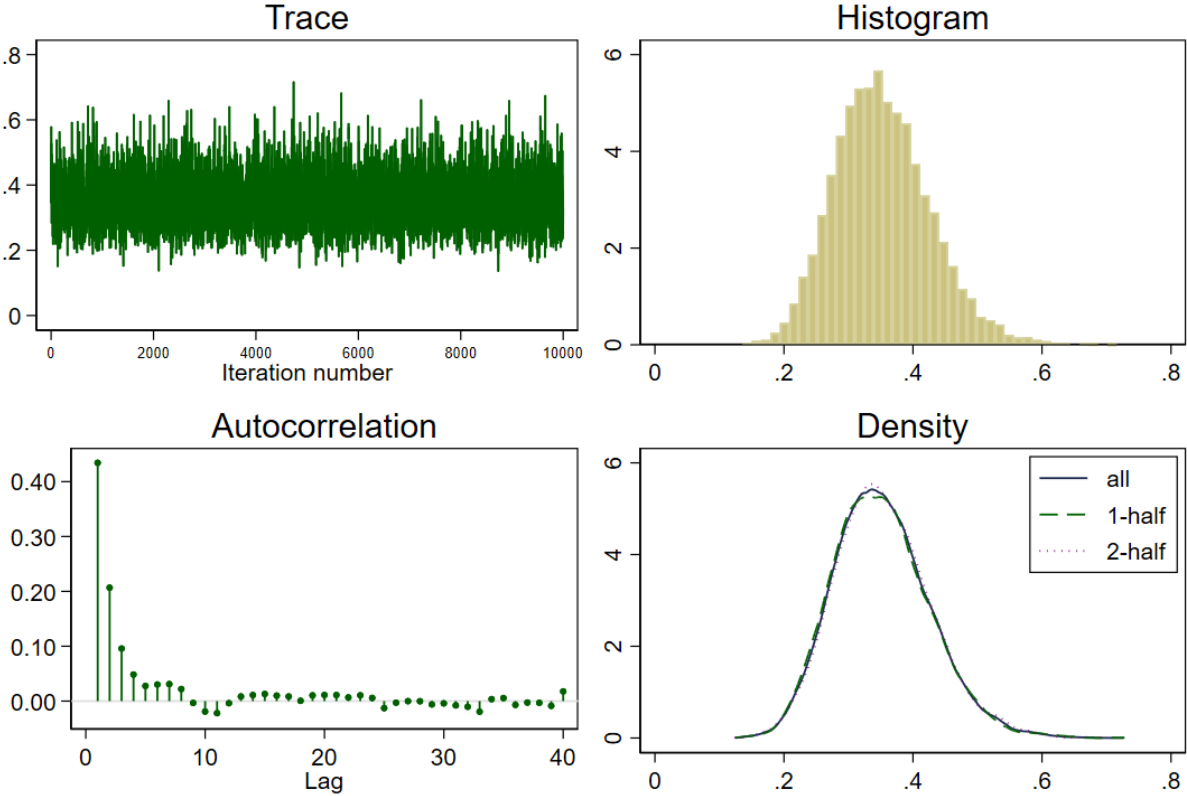 Trace
.8
.6
.4
.2
0
0 2000 4000 6000 8000 10000
Iteration number
Histogram
6
4
2
0
0 .2 .4 .6 .8
Autocorrelation
0.40
0.30
0.20
0.10
0.00
0 10 20 30 40
Lag
Density
6
4
2
0
all
1-half
2-half
0 .2 .4 .6 .8